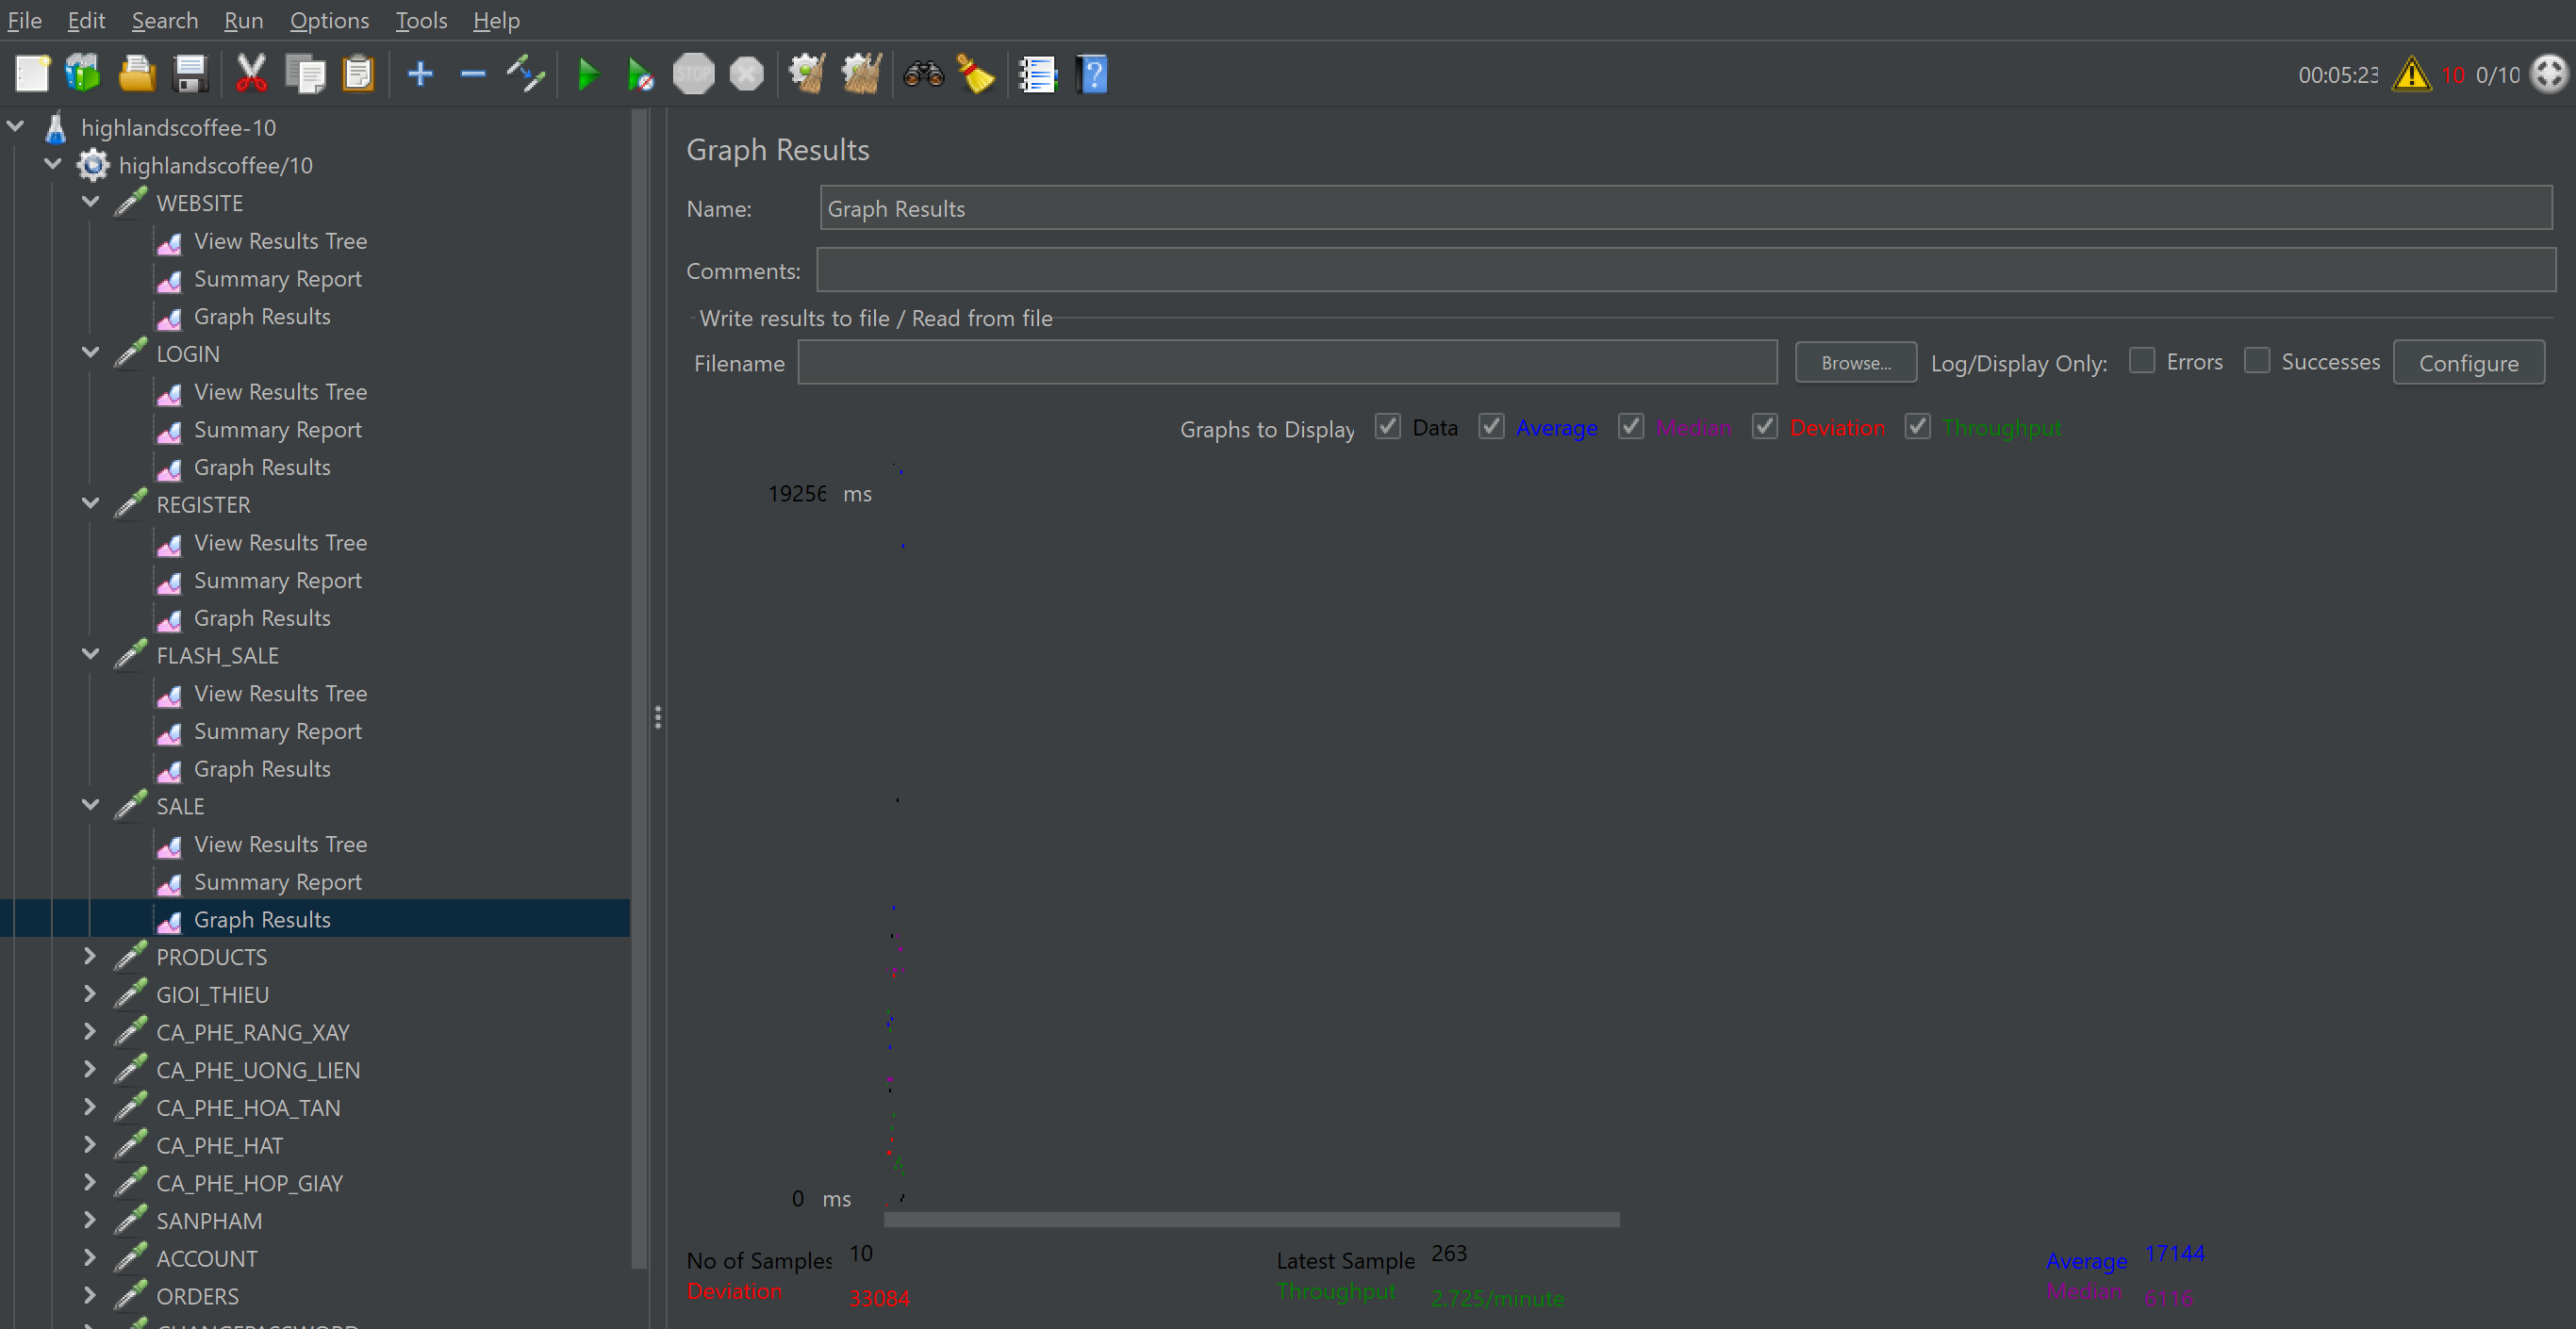 File Edit Search Run Options Tools Help
STOP
00:05:23 10 0/10
highlandscoffee-10
highlandscoffee/10
WEBSITE
View Results Tree
Summary Report
Graph Results
LOGIN
View Results Tree
Summary Report
Graph Results
REGISTER
View Results Tree
Summary Report
Graph Results
FLASH_SALE
View Results Tree
Summary Report
Graph Results
SALE
View Results Tree
Summary Report
Graph Results
PRODUCTS
GIOI_THIEU
CA_PHE_RANG_XAY
CA_PHE_UONG_LIEN
CA_PHE_HOA_TAN
CA_PHE_HAT
CA_PHE_HOP_GIAY
SANPHAM
ACCOUNT
ORDERS
CHANGEPASSWORD
Graph Results
Name: Graph Results
Comments:
Write results to file / Read from file
Filename Browse... Log/Display Only: Errors Successes Configure
Graphs to Display Data Average Median Deviation Throughput
19256 ms
0 ms
No of Samples 10 Latest Sample 263 Average 17144
Deviation 33084 Throughput 2.725/minute Median 6116